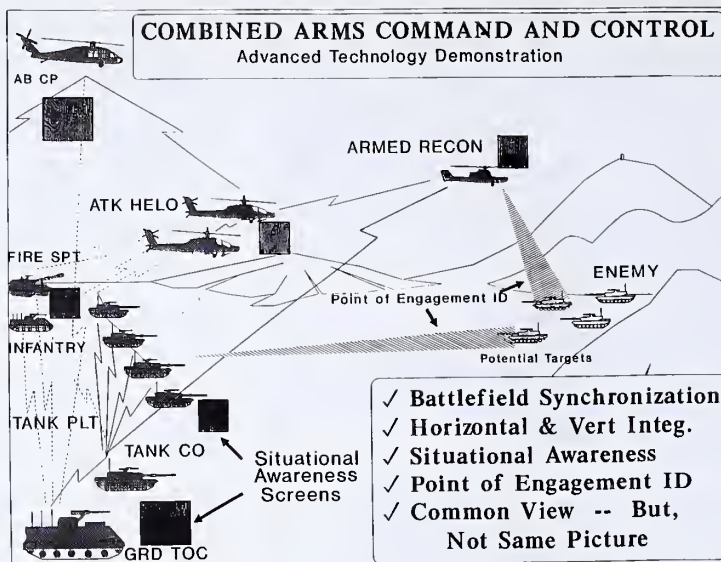 COMBINED ARMS COMMAND AND CONTROL
Advanced Technology Demonstration
AB CP
ARMED RECON
ATK HELO
FIRE SPT
ENEMY
Point of Engagement ID
INFANTRY
Potential Targets
TANK PLT
TANK CO
Situational
Awareness
Screens
GRD TOC
✓ Battlefield Synchronization
✓ Horizontal & Vert Integ.
✓ Situational Awareness
✓ Point of Engagement ID
✓ Common View -- But,
Not Same Picture